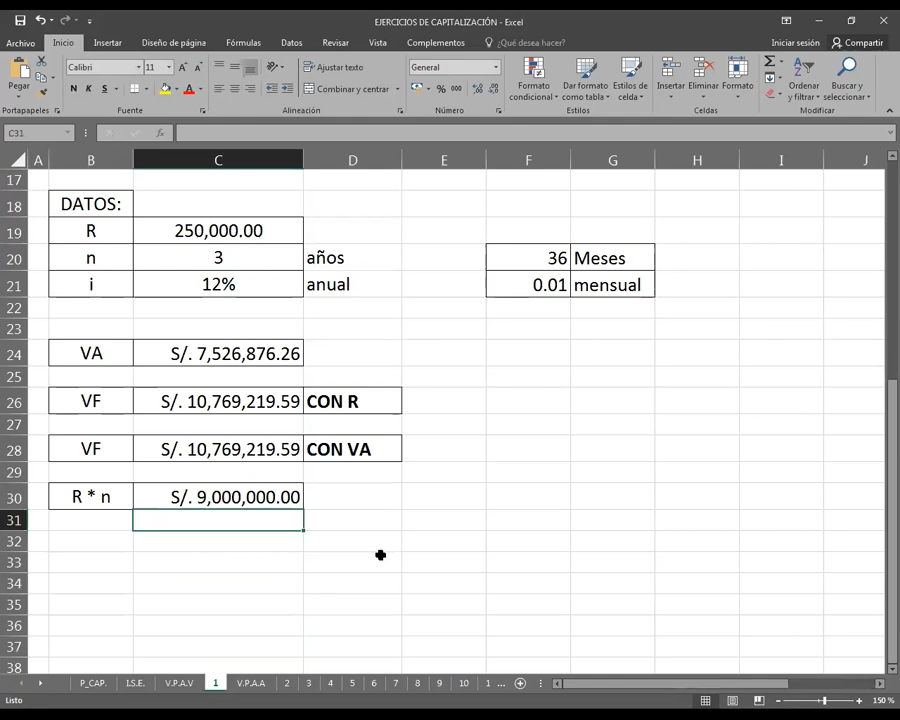 EJERCICIOS DE CAPITALIZACIÓN - Excel
Archivo Inicio Insertar Diseño de página Fórmulas Datos Revisar Vista Complementos ¿Qué desea hacer? Iniciar sesión Compartir
Pegar
Calibri 11
N K S
Ajustar texto
Combinar y centrar
General
% 000
Formato condicional
Dar formato como tabla
Estilos de celda
Insertar Eliminar Formato
Ordenar y filtrar
Buscar y seleccionar
Portapapeles Fuente Alineación Número Estilos Celdas Modificar
C31 fx
A B C D E F G H I J
17
18 DATOS:
19 R 250,000.00
20 n 3 años 36 Meses
21 i 12% anual 0.01 mensual
22
23
24 VA S/. 7,526,876.26
25
26 VF S/. 10,769,219.59 CON R
27
28 VF S/. 10,769,219.59 CON VA
29
30 R * n S/. 9,000,000.00
31
32
33
34
35
36
37
38
P_CAP. I.S.E. V.P.A.V 1 V.P.A.A 2 3 4 5 6 7 8 9 10 1 ...
Listo 150 %